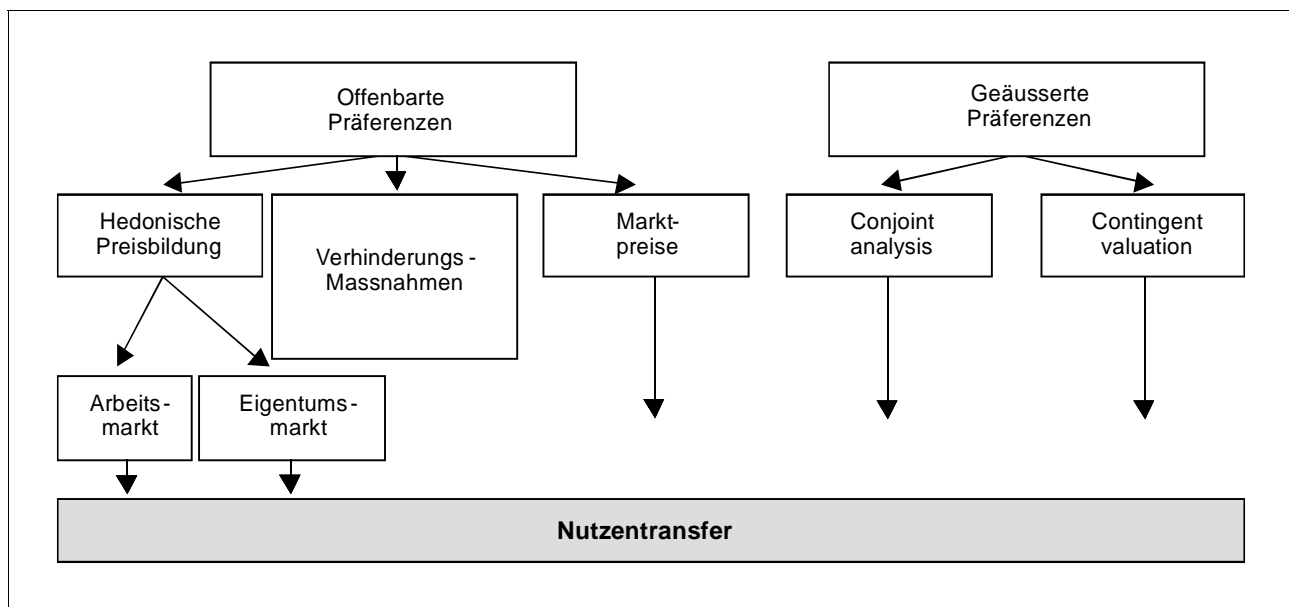 Offenbarte
Präferenzen
Geäusserte
Präferenzen
Hedonische
Preisbildung
Verhinderungs -
Massnahmen
Markt-
preise
Conjoint
analysis
Contingent
valuation
Arbeits -
markt
Eigentums -
markt
Nutzentransfer